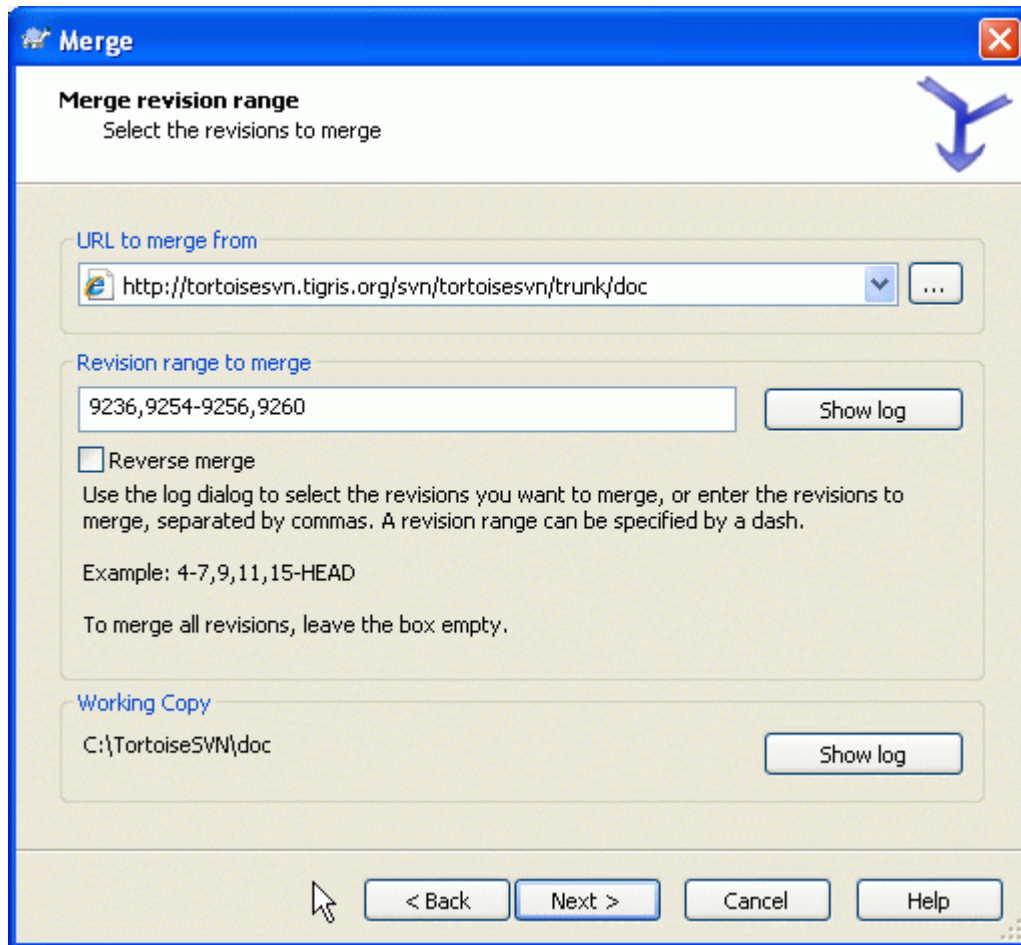 Merge
Merge revision range
Select the revisions to merge
URL to merge from
http://tortoisesvn.tigris.org/svn/tortoisesvn/trunk/doc
...
Revision range to merge
9236,9254-9256,9260
Show log
Reverse merge
Use the log dialog to select the revisions you want to merge, or enter the revisions to
merge, separated by commas. A revision range can be specified by a dash.
Example: 4-7,9,11,15-HEAD
To merge all revisions, leave the box empty.
Working Copy
C:\TortoiseSVN\doc
Show log
< Back
Next >
Cancel
Help